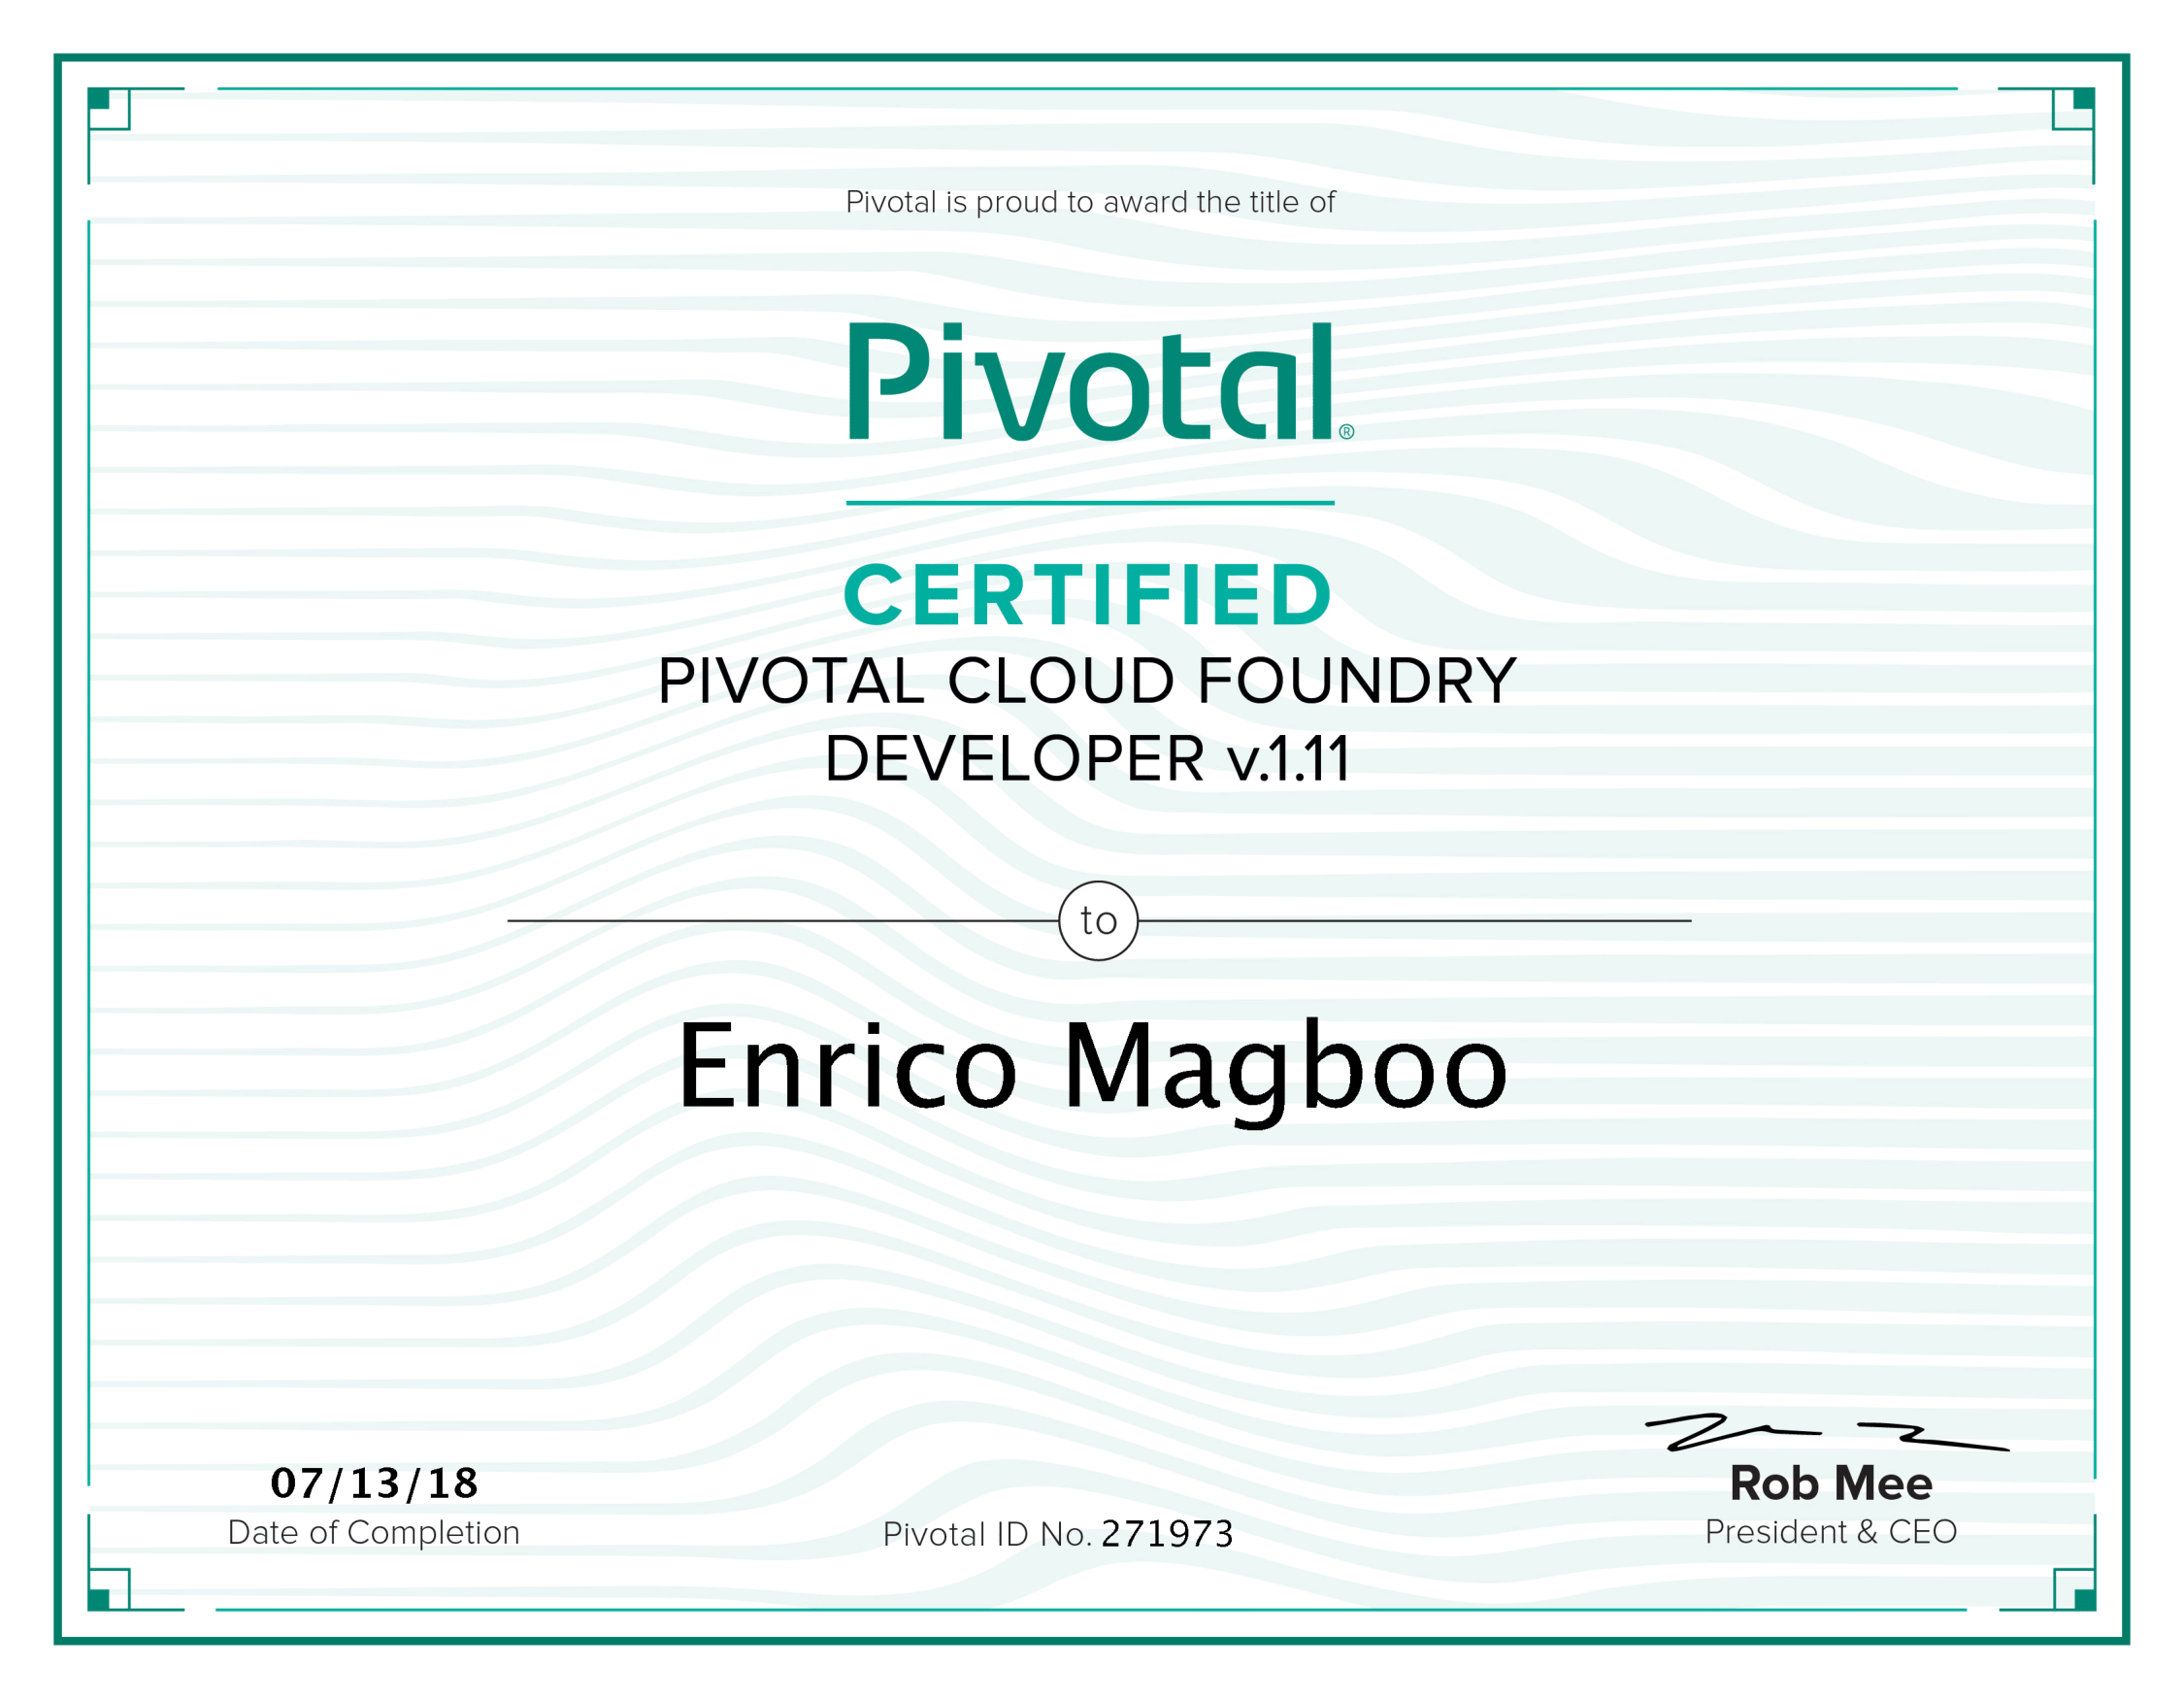 Pivotal is proud to award the title of
Pivotal®
CERTIFIED
PIVOTAL CLOUD FOUNDRY
DEVELOPER v.1.11
to
Enrico Magboo
07/13/18
Date of Completion
Pivotal ID No. 271973
Rob Mee
President & CEO